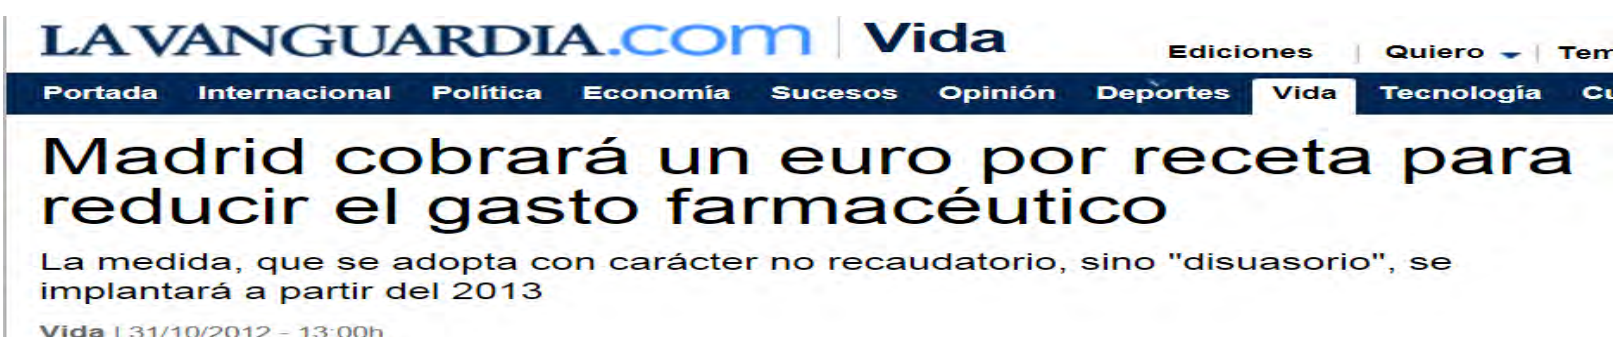 LAVANGUARDIA.com Vida
Ediciones Quiero Tem
Portada Internacional Política Economía Sucesos Opinión Deportes Vida Tecnología Cu
Madrid cobrará un euro por receta para
reducir el gasto farmacéutico
La medida, que se adopta con carácter no recaudatorio, sino "disuasorio", se
implantará a partir del 2013
Vida | 31/10/2012 - 13:00h